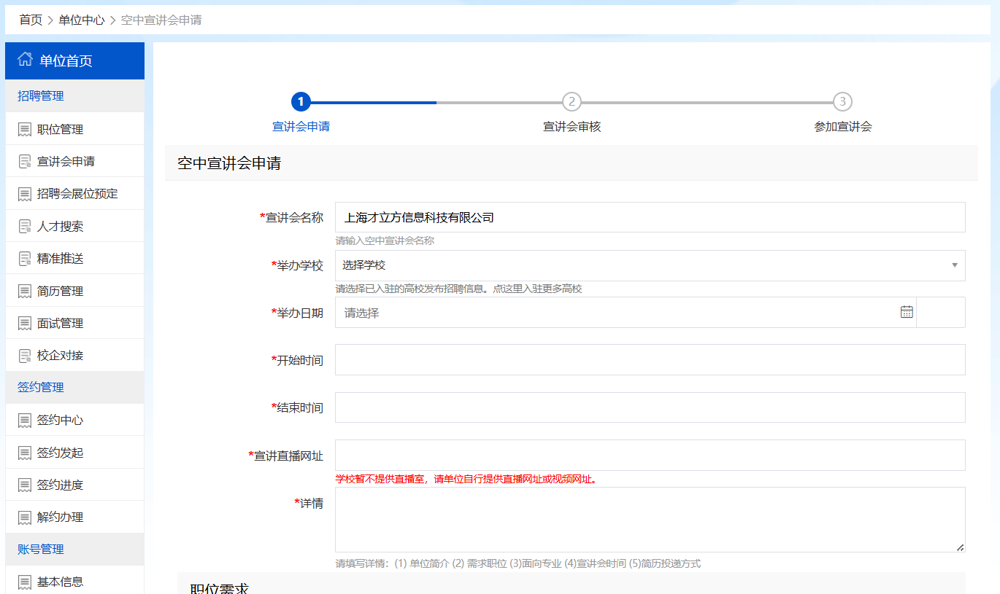 首页 > 单位中心 > 空中宣讲会申请
单位首页
招聘管理
职位管理
宣讲会申请
招聘会展位预定
人才搜索
精准推送
简历管理
面试管理
校企对接
签约管理
签约中心
签约发起
签约进度
解约办理
账号管理
基本信息
1
2
3
宣讲会申请
宣讲会审核
参加宣讲会
空中宣讲会申请
*宣讲会名称
上海才立方信息科技有限公司
请输入空中宣讲会名称
*举办学校
选择学校
请选择已入驻的高校发布招聘信息。点这里入驻更多高校
*举办日期
请选择
*开始时间
*结束时间
*宣讲直播网址
学校暂不提供直播室，请单位自行提供直播网址或视频网址。
*详情
请填写详情：(1) 单位简介 (2) 需求职位 (3)面向专业 (4)宣讲会时间 (5)简历投递方式
职位需求